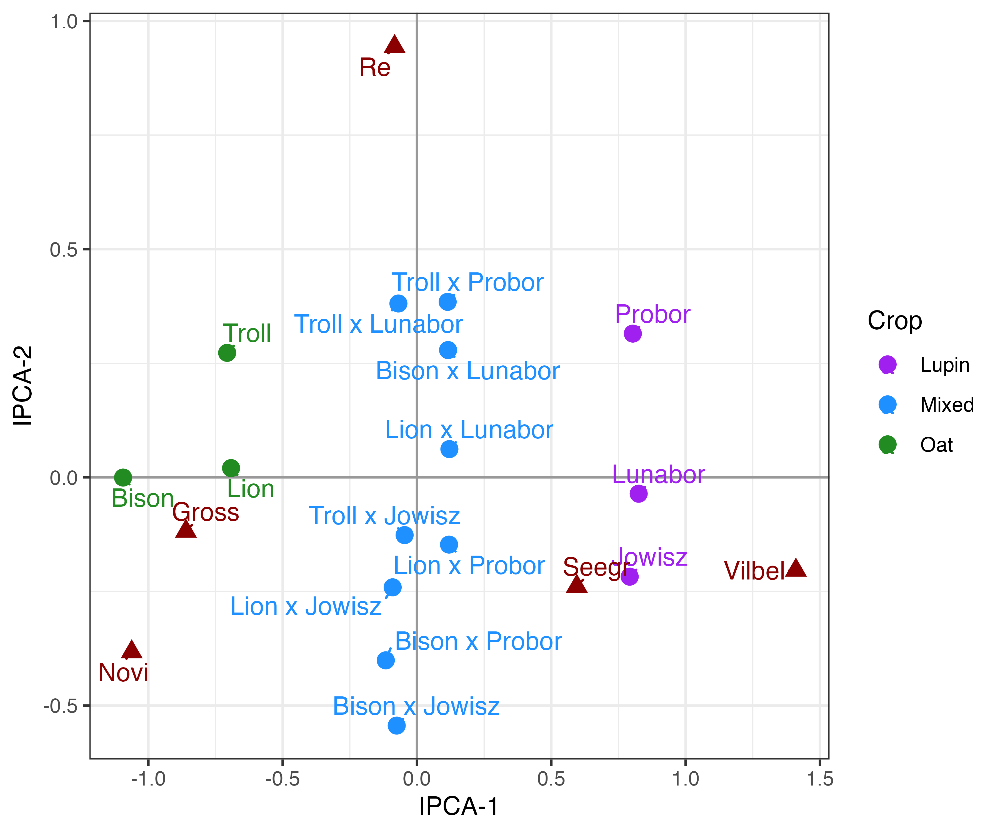 1.0
Re
0.5
Troll x Probor
Probor
Crop
Troll x Lunabor
Troll
Lupin
Bison x Lunabor
IPCA-2
Mixed
Lion x Lunabor
Oat
Lunabor
0.0
Lion
Bison
Gross
Troll x Jowisz
Jowisz
Lion x Probor
Seegr
Vilbel
Lion x Jowisz
Bison x Probor
Novi
-0.5
Bison x Jowisz
-1.0 -0.5 0.0 0.5 1.0 1.5
IPCA-1